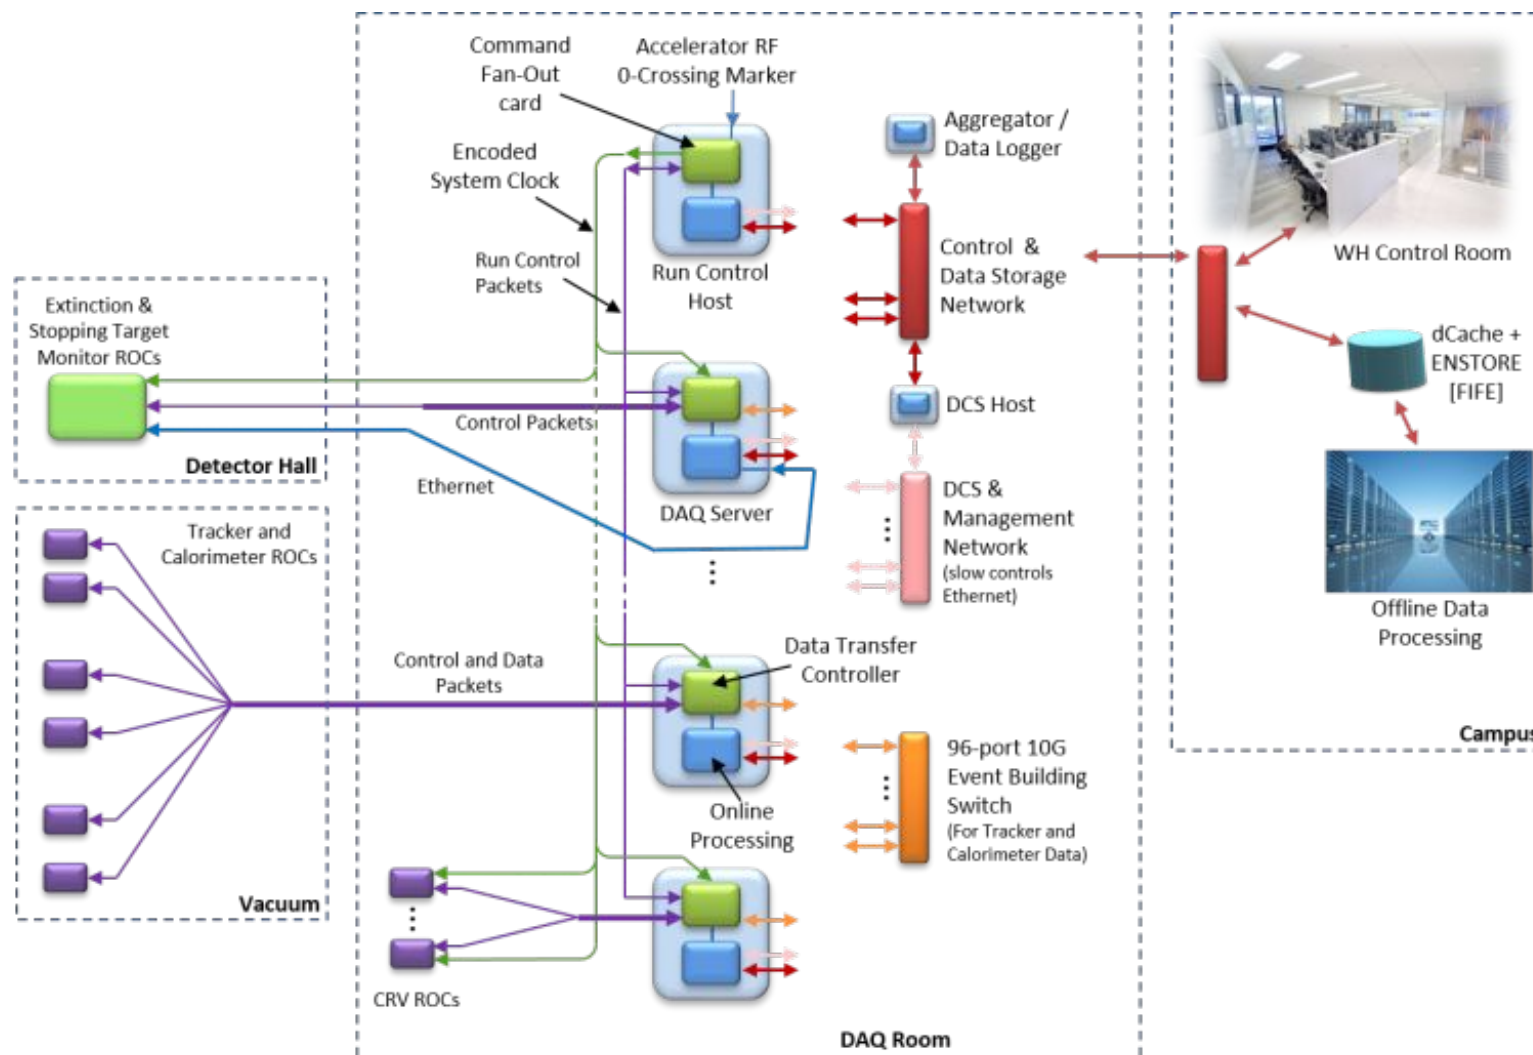 Command
Fan-Out
card
Accelerator RF
0-Crossing Marker
Encoded
System Clock
Run Control
Packets
Run Control
Host
Aggregator /
Data Logger
Control &
Data Storage
Network
WH Control Room
dCache +
ENSTORE
[FIFE]
Offline Data
Processing
Campus
Extinction &
Stopping Target
Monitor ROCs
Detector Hall
Control Packets
Ethernet
DAQ Server
DCS Host
DCS &
Management
Network
(slow controls
Ethernet)
Tracker and
Calorimeter ROCs
Vacuum
Control and Data
Packets
Data Transfer
Controller
Online
Processing
96-port 10G
Event Building
Switch
(For Tracker and
Calorimeter Data)
CRV ROCs
DAQ Room